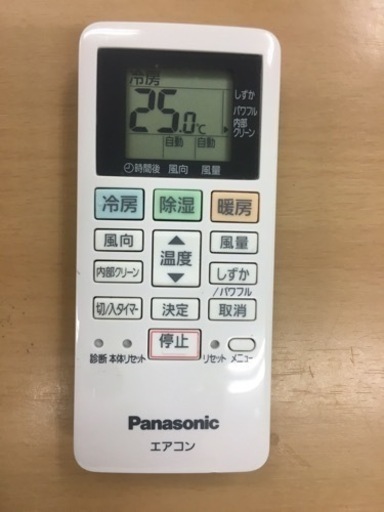 冷房
しずか
パワフル
内部
クリーン
25.0℃
自動 自動
時間後 風向 風量
冷房 除湿 暖房
風向 温度 風量
内部クリーン しずか
/パワフル
切/入タイマー 決定 取消
停止
診断 本体リセット リセット メニュー
Panasonic
エアコン